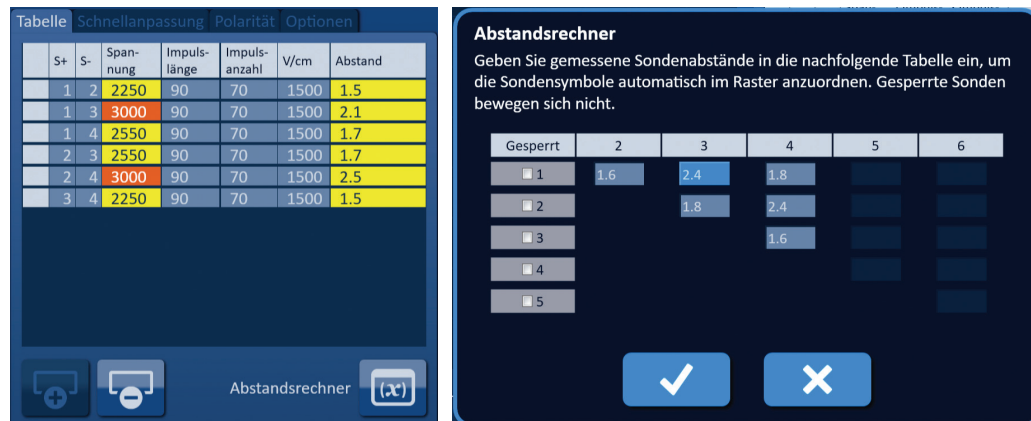 Tabelle Schnellanpassung Polarität Optionen
S+ S- Span-nung Impuls-länge Impuls-anzahl V/cm Abstand
1 2 2250 90 70 1500 1.5
1 3 3000 90 70 1500 2.1
1 4 2550 90 70 1500 1.7
2 3 2550 90 70 1500 1.7
2 4 3000 90 70 1500 2.5
3 4 2250 90 70 1500 1.5
Abstandsrechner (x)
Abstandsrechner
Geben Sie gemessene Sondenabstände in die nachfolgende Tabelle ein, um
die Sondensymbole automatisch im Raster anzuordnen. Gesperrte Sonden
bewegen sich nicht.
Gesperrt 2 3 4 5 6
1 1.6 2.4 1.8
2 1.8 2.4
3 1.6
4
5